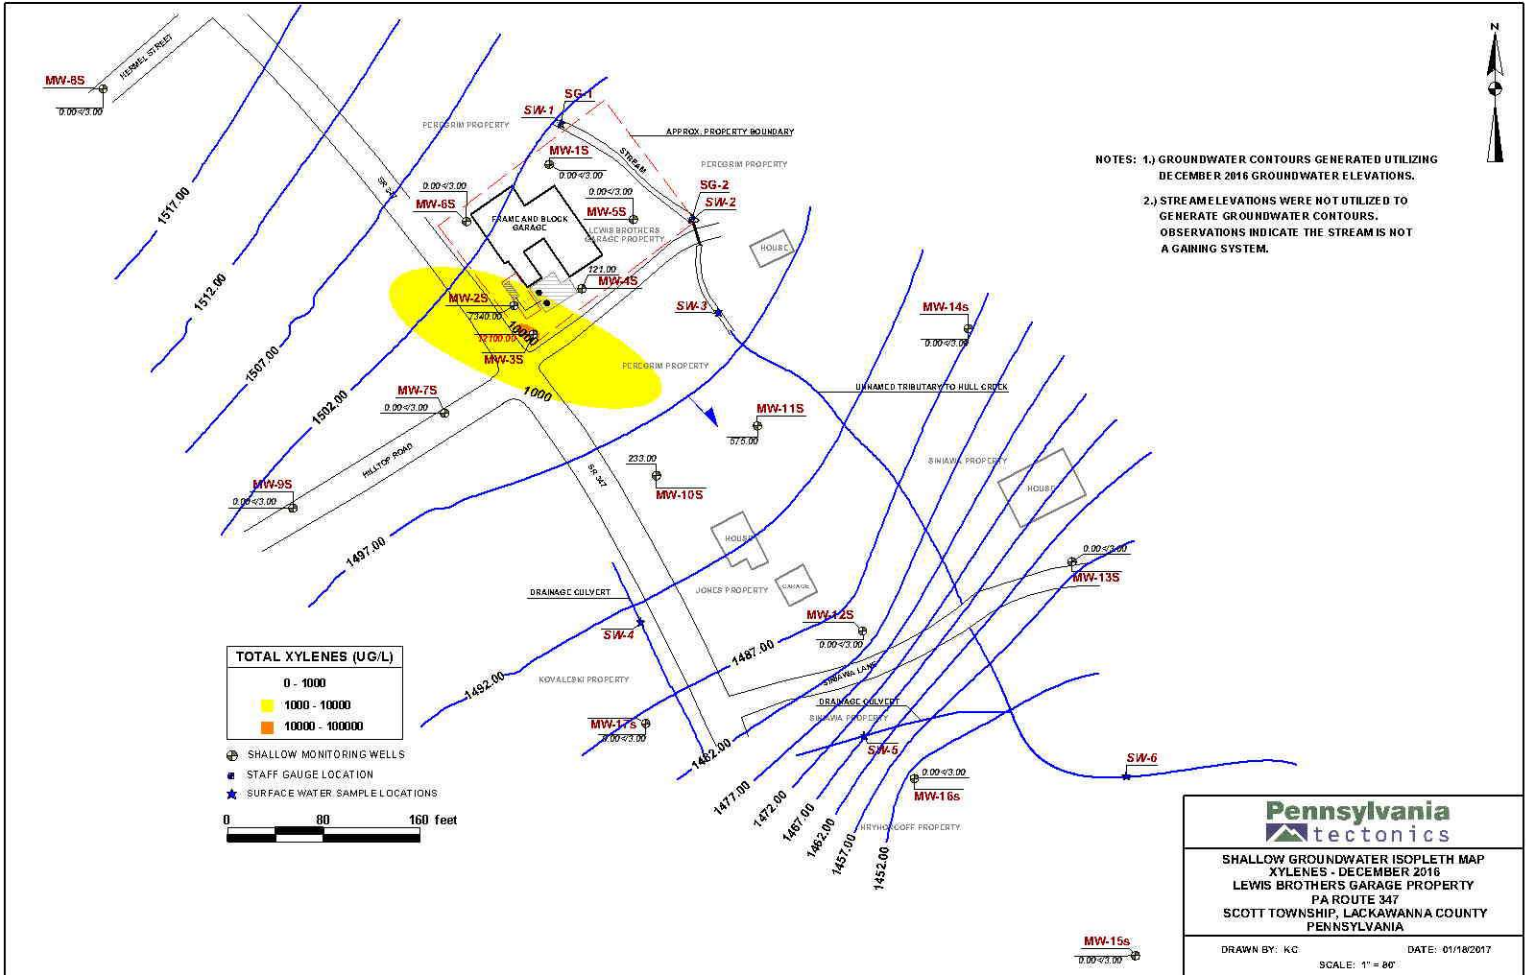 N
MW-8S
0.00</3.00
HERMEL STREET
SG-1
SW-1
PEREGRIM PROPERTY
APPROX. PROPERTY BOUNDARY
STREAM
PEREGRIM PROPERTY
MW-1S
0.00</3.00
NOTES: 1.) GROUNDWATER CONTOURS GENERATED UTILIZING
DECEMBER 2016 GROUNDWATER ELEVATIONS.
2.) STREAM ELEVATIONS WERE NOT UTILIZED TO
GENERATE GROUNDWATER CONTOURS.
OBSERVATIONS INDICATE THE STREAM IS NOT
A GAINING SYSTEM.
SR 347
0.00</3.00
MW-6S
0.00</3.00
MW-5S
SG-2
SW-2
FRAME AND BLOCK
GARAGE
LEWIS BROTHERS
GARAGE PROPERTY
HOUSE
1517.00
1512.00
1507.00
1502.00
1497.00
121.00
MW-4S
MW-2S
7340.00
10000
12100.00
MW-3S
SW-3
MW-14s
0.00</3.00
PEREGRIM PROPERTY
1000
UNNAMED TRIBUTARY TO HULL CREEK
MW-7S
0.00</3.00
MW-11S
575.00
HILLTOP ROAD
SR 347
233.00
MW-10S
SINIAWA PROPERTY
HOUSE
MW-9S
0.00</3.00
HOUSE
GARAGE
JONES PROPERTY
0.00</3.00
MW-13S
DRAINAGE CULVERT
SW-4
MW-12S
0.00</3.00
1492.00
1487.00
KOVALESKI PROPERTY
SINIAWA LANE
DRAINAGE CULVERT
SINIAWA PROPERTY
MW-17s
0.00</3.00
SW-5
SW-6
0.00</3.00
MW-16s
1482.00
1477.00
1472.00
1467.00
1462.00
1457.00
1452.00
TOTAL XYLENES (UG/L)
0 - 1000
1000 - 10000
10000 - 100000
SHALLOW MONITORING WELLS
STAFF GAUGE LOCATION
SURFACE WATER SAMPLE LOCATIONS
0 80 160 feet
MW-15s
0.00</3.00
Pennsylvania
tectonics
SHALLOW GROUNDWATER ISOPLETH MAP
XYLENES - DECEMBER 2016
LEWIS BROTHERS GARAGE PROPERTY
PA ROUTE 347
SCOTT TOWNSHIP, LACKAWANNA COUNTY
PENNSYLVANIA
DRAWN BY: KC DATE: 01/18/2017
SCALE: 1" = 80'